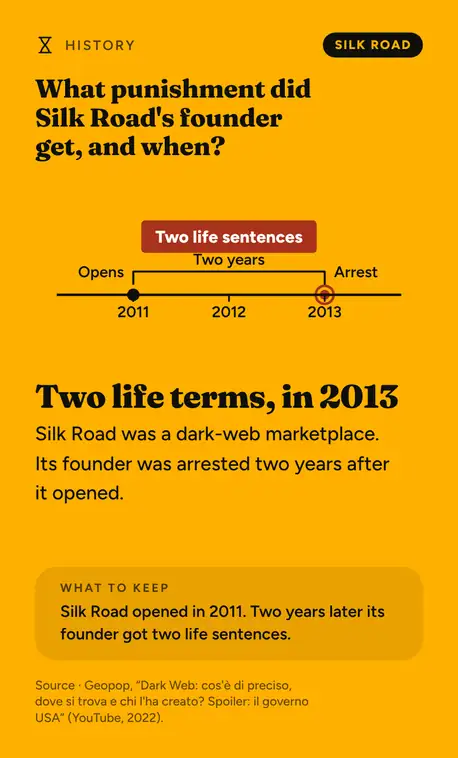 HISTORY
SILK ROAD
What punishment did
Silk Road's founder
get, and when?
Two life sentences
Two years
Opens
Arrest
2011
2012
2013
Two life terms, in 2013
Silk Road was a dark-web marketplace.
Its founder was arrested two years after
it opened.
WHAT TO KEEP
Silk Road opened in 2011. Two years later its
founder got two life sentences.
Source · Geopop, “Dark Web: cos'è di preciso,
dove si trova e chi l'ha creato? Spoiler: il governo
USA” (YouTube, 2022).